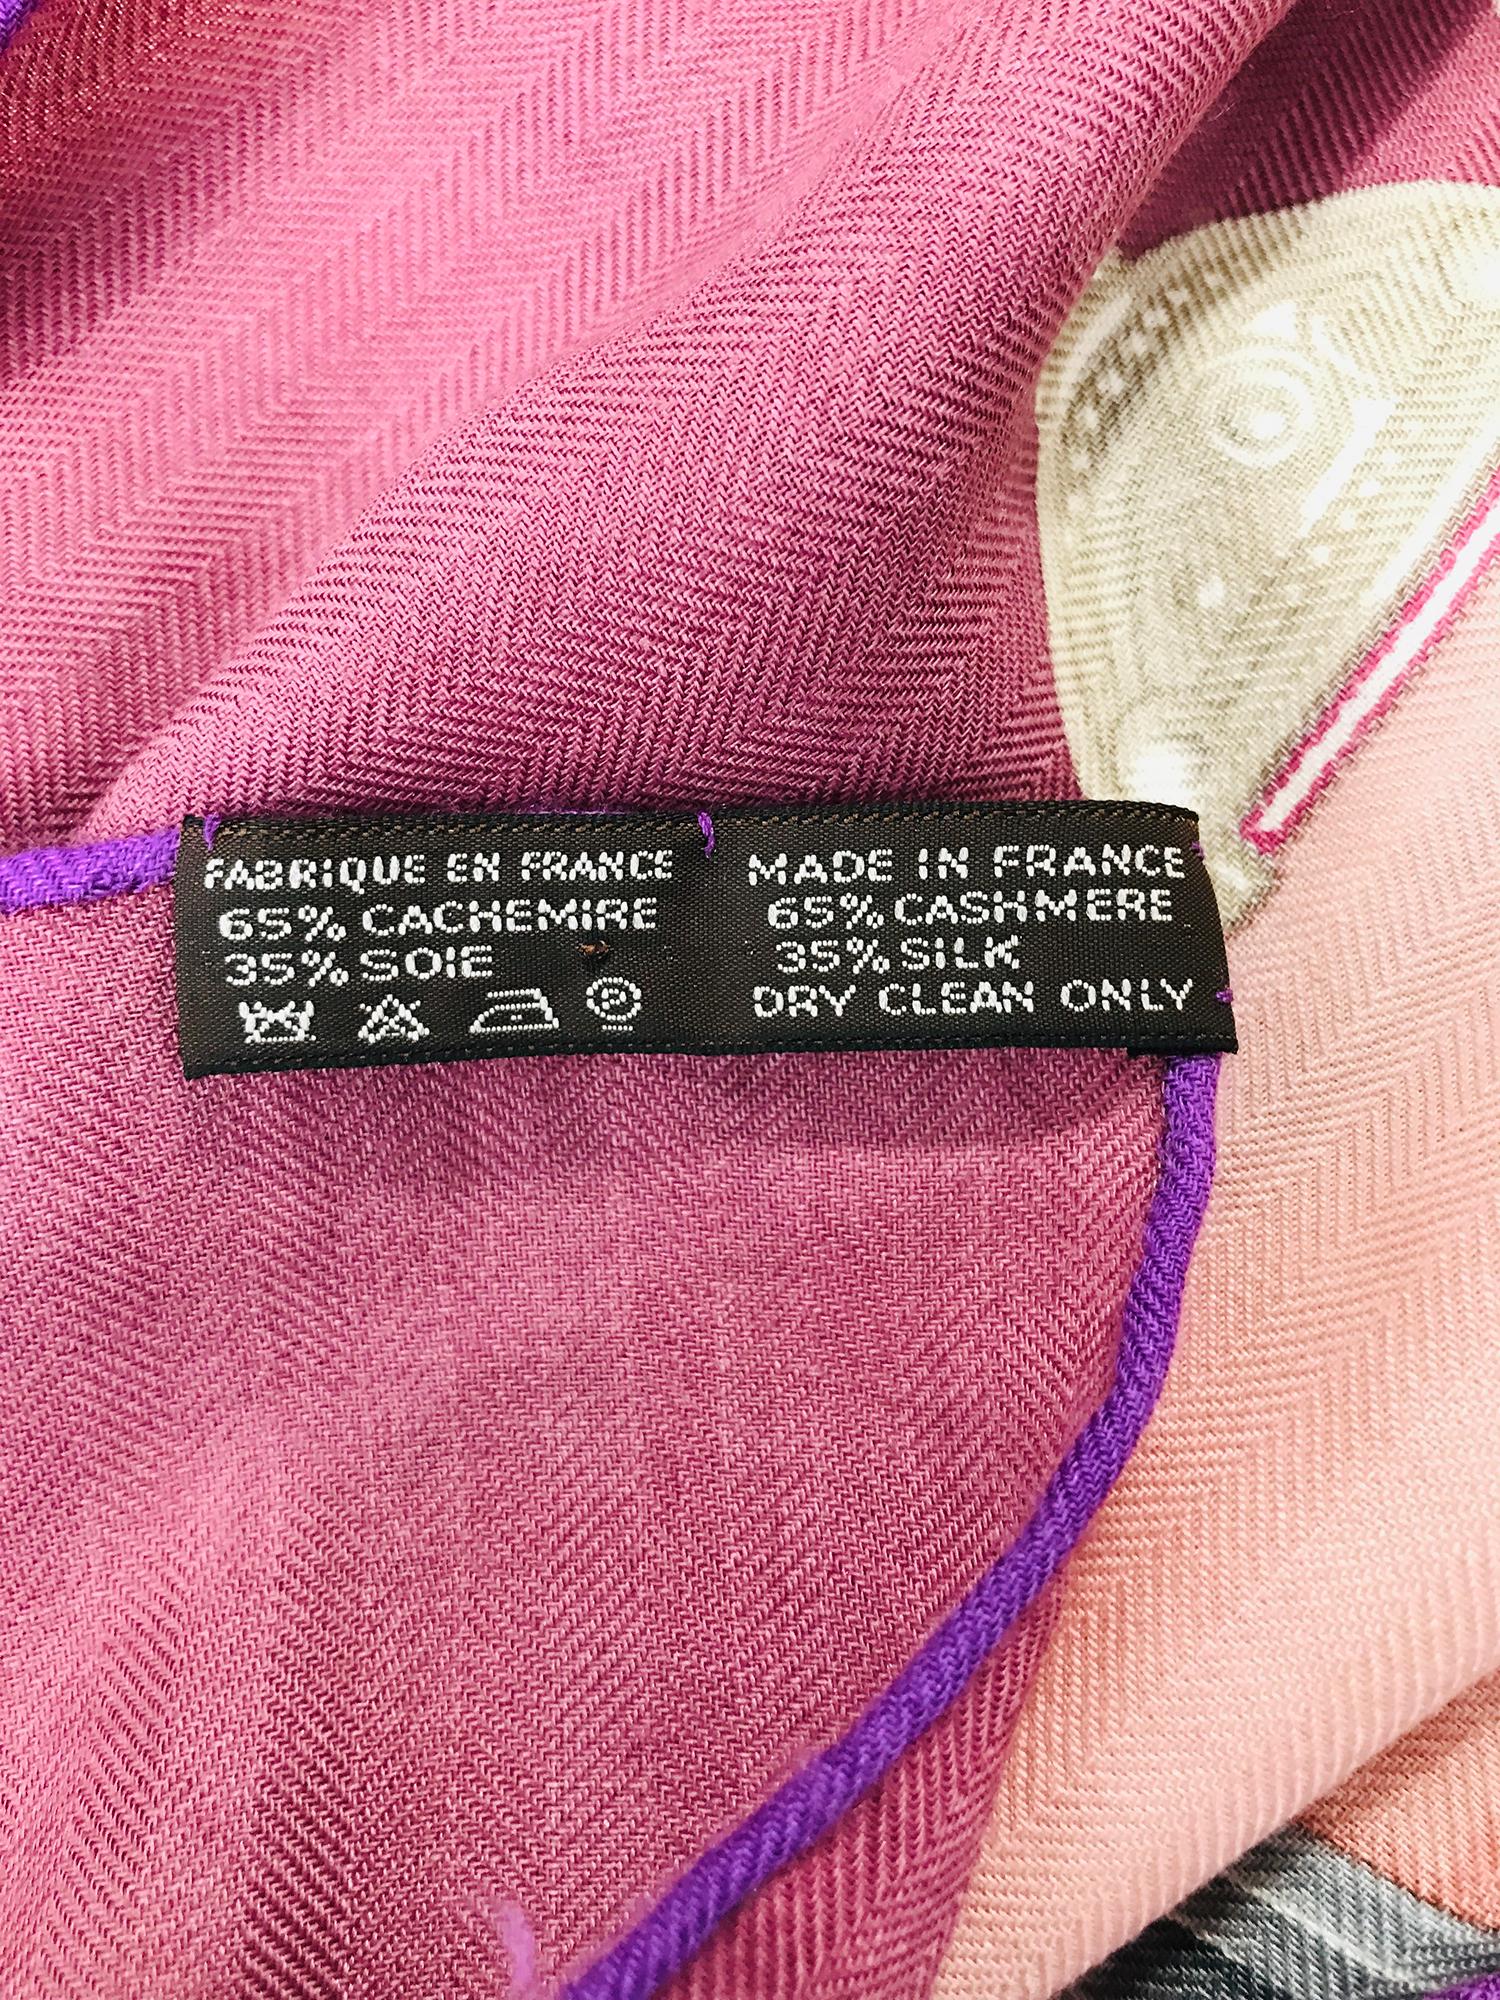 FABRIQUE EN FRANCE
65% CACHEMIRE
35% SOIE
P
MADE IN FRANCE
65% CASHMERE
35% SILK
DRY CLEAN ONLY